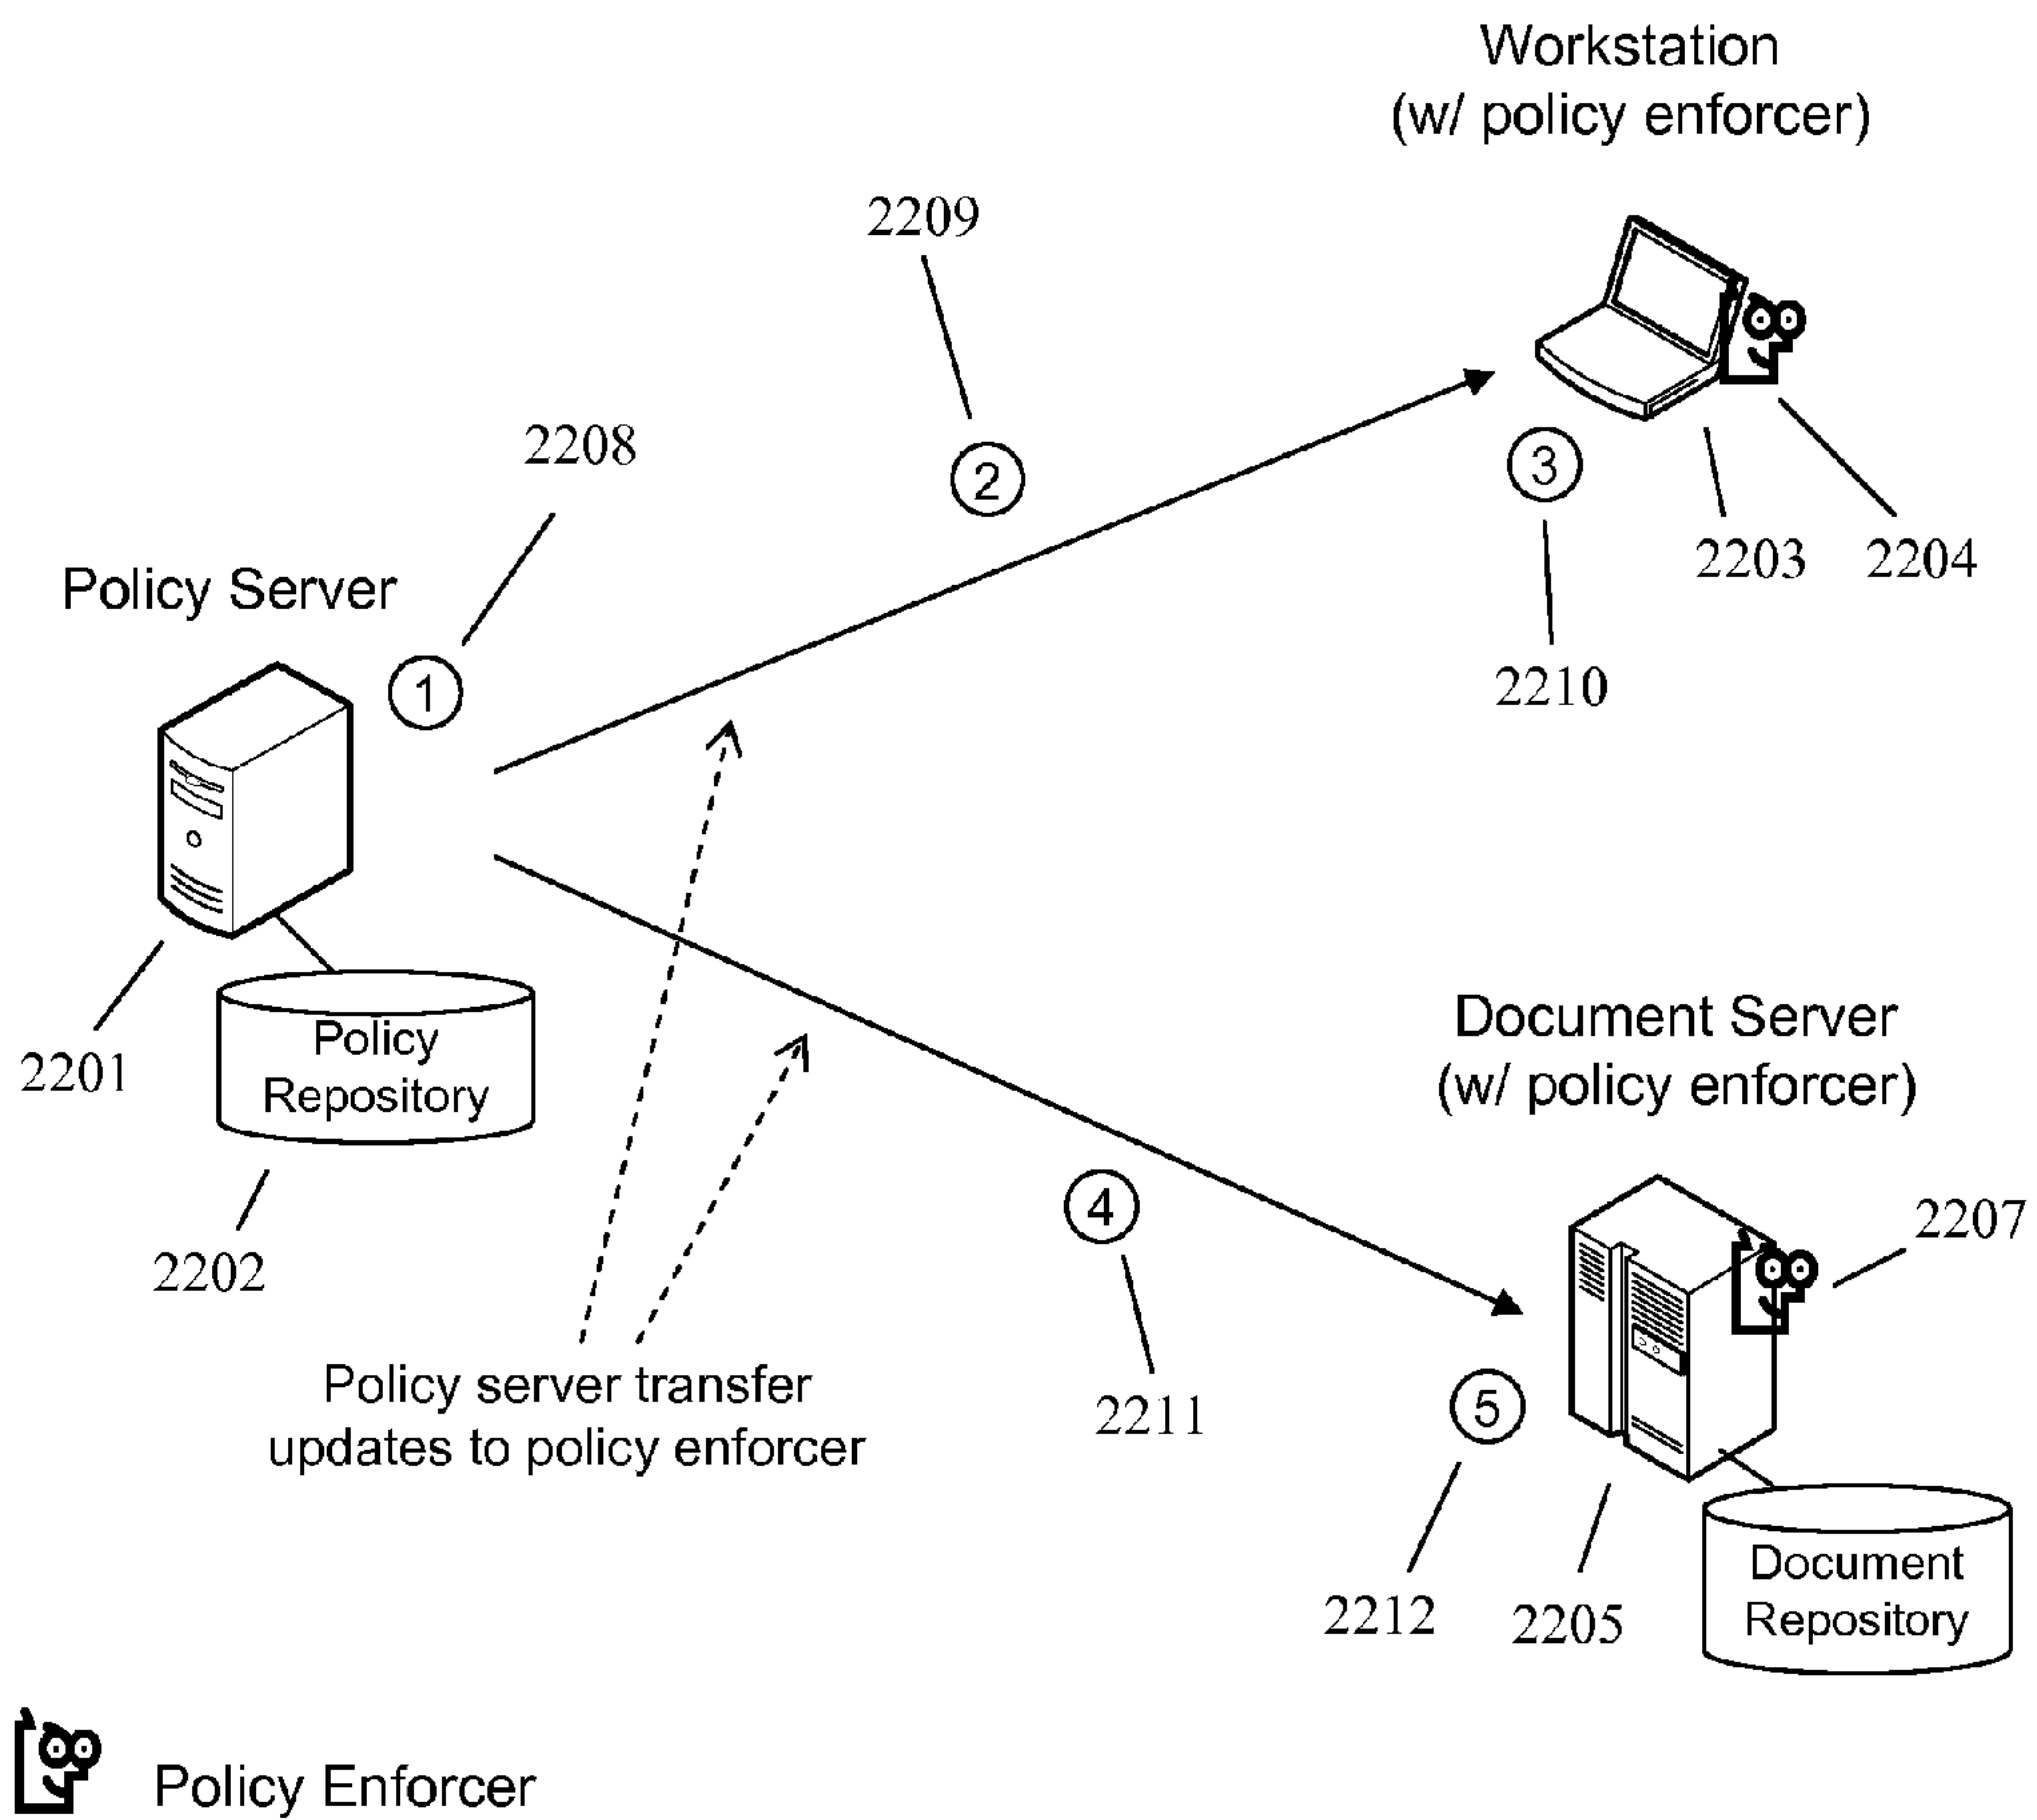 Workstation
(w/ policy enforcer)
2209
2208
2
3
2203
2204
Policy Server
1
2210
2201
Policy
Repository
2202
Document Server
(w/ policy enforcer)
4
2207
Policy server transfer
updates to policy enforcer
2211
5
2212
2205
Document
Repository
Policy Enforcer